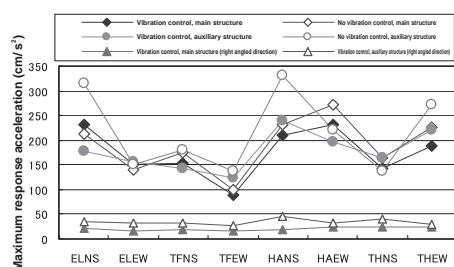 Vibration control, main structure
No vibration control, main structure
Vibration control, auxiliary structure
No vibration control, auxiliary structure
Vibration control, main structure (right angled direction)
Vibration control, auxiliary structure (right angled direction)
Maximum response acceleration (cm/ s²)
350
300
250
200
150
100
50
0
ELNS ELEW TFNS TFEW HANS HAEW THNS THEW